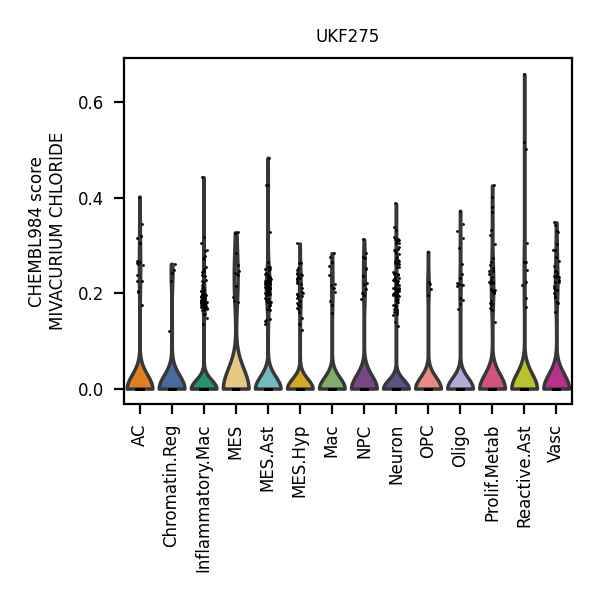 UKF275
CHEMBL984 score
MIVACURIUM CHLORIDE
0.6
0.4
0.2
0.0
AC
Chromatin.Reg
Inflammatory.Mac
MES
MES.Ast
MES.Hyp
Mac
NPC
Neuron
OPC
Oligo
Prolif.Metab
Reactive.Ast
Vasc